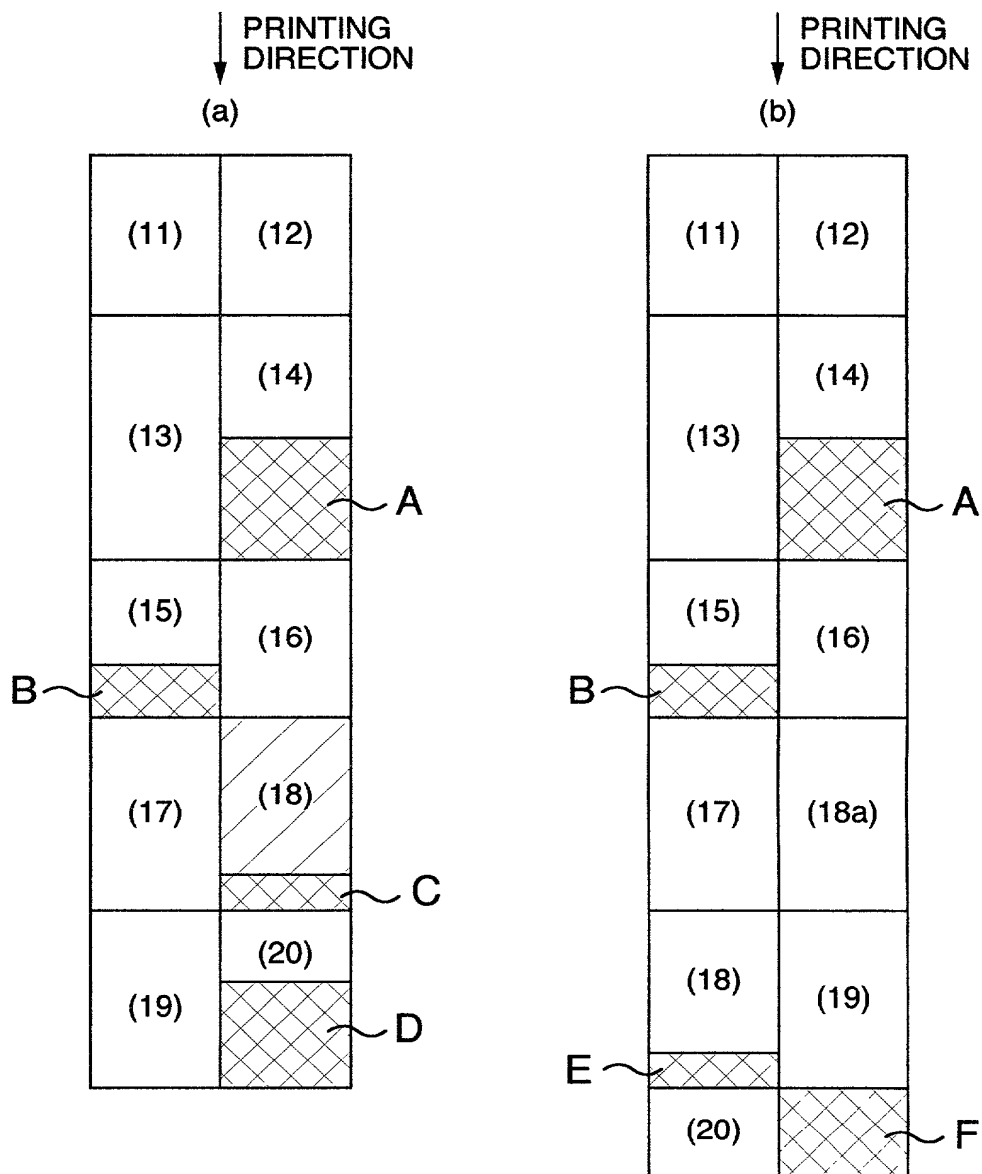 PRINTING
DIRECTION
(a)
(11)
(12)
(13)
(14)
A
(15)
(16)
B
(17)
(18)
C
(19)
(20)
D
PRINTING
DIRECTION
(b)
(11)
(12)
(13)
(14)
A
(15)
(16)
B
(17)
(18a)
(18)
(19)
E
(20)
F